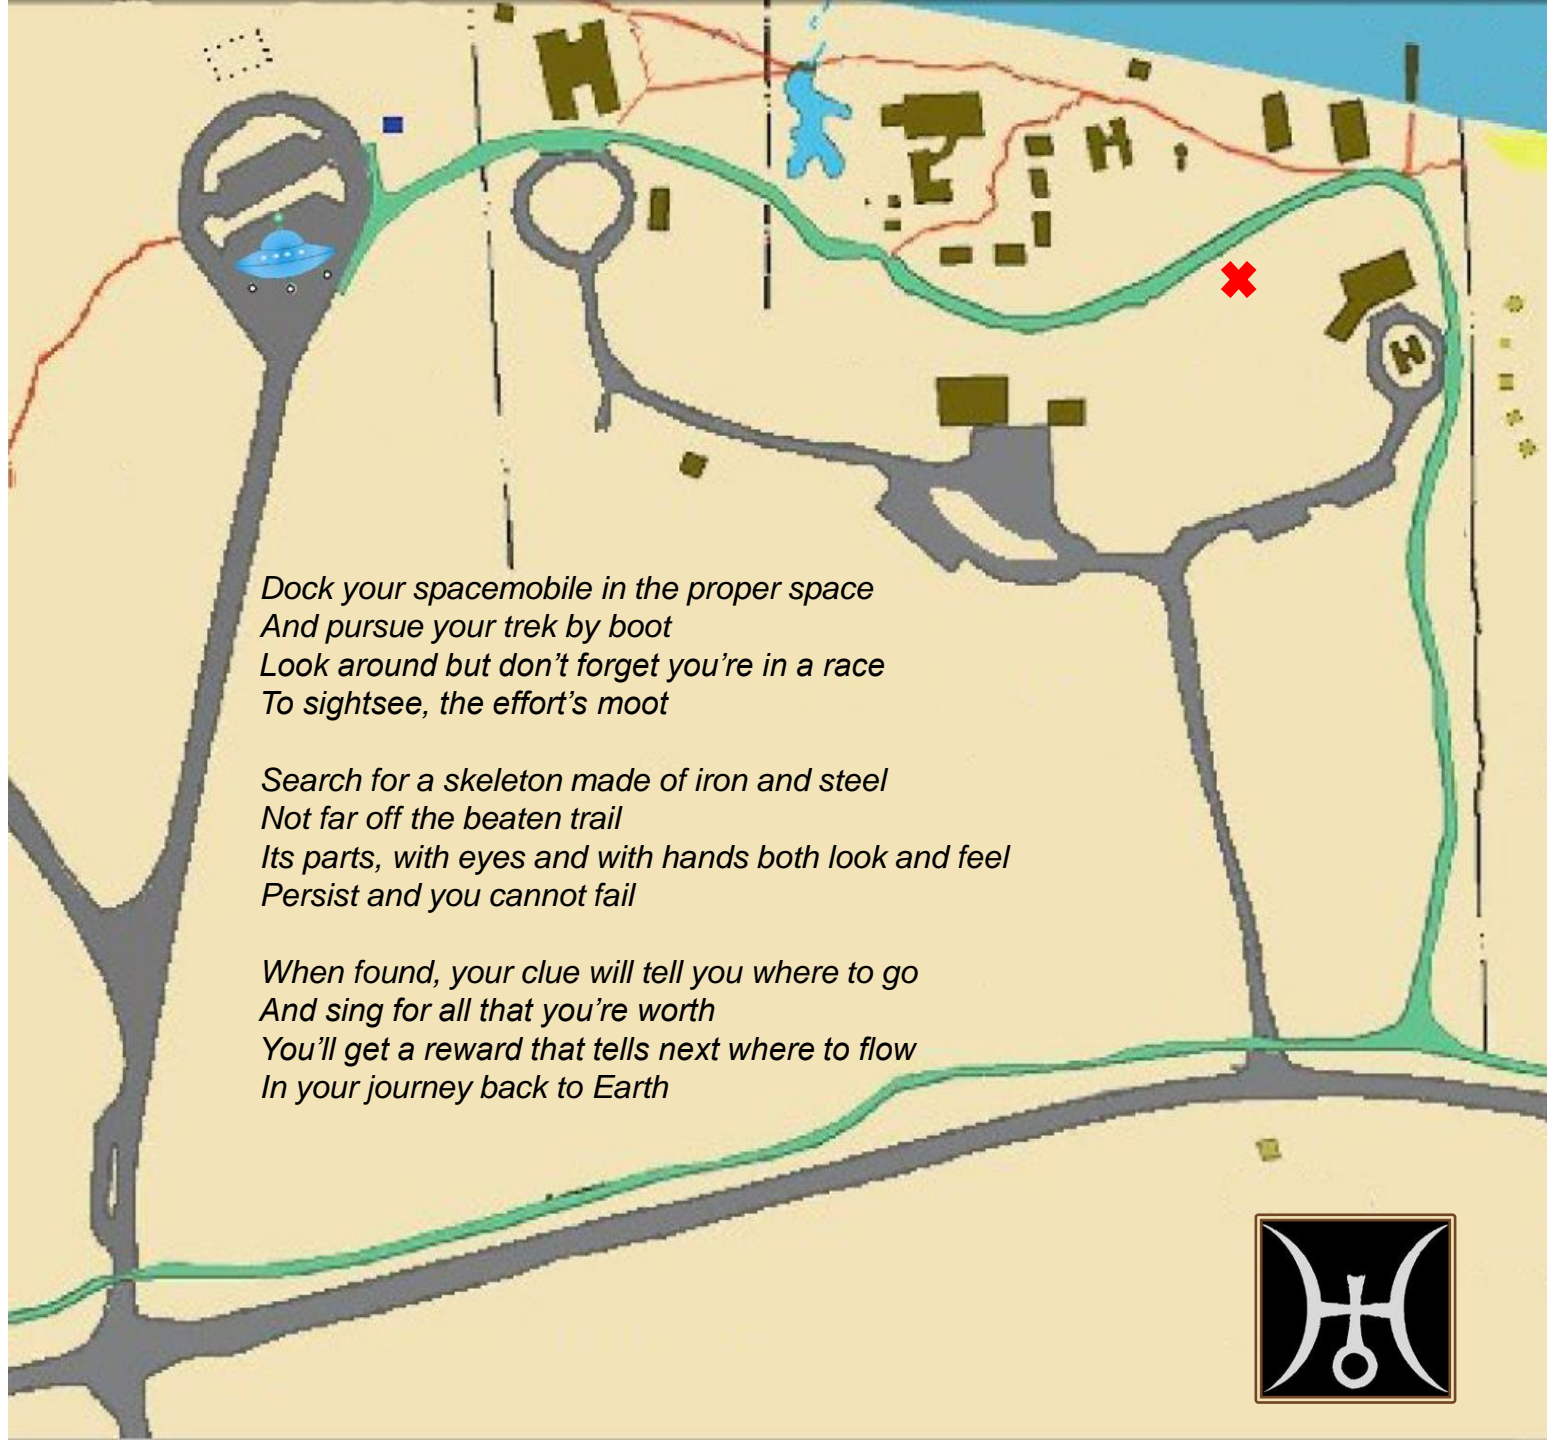 Dock your spacemobile in the proper space
And pursue your trek by boot
Look around but don’t forget you’re in a race
To sightsee, the effort’s moot
Search for a skeleton made of iron and steel
Not far off the beaten trail
Its parts, with eyes and with hands both look and feel
Persist and you cannot fail
When found, your clue will tell you where to go
And sing for all that you’re worth
You’ll get a reward that tells next where to flow
In your journey back to Earth